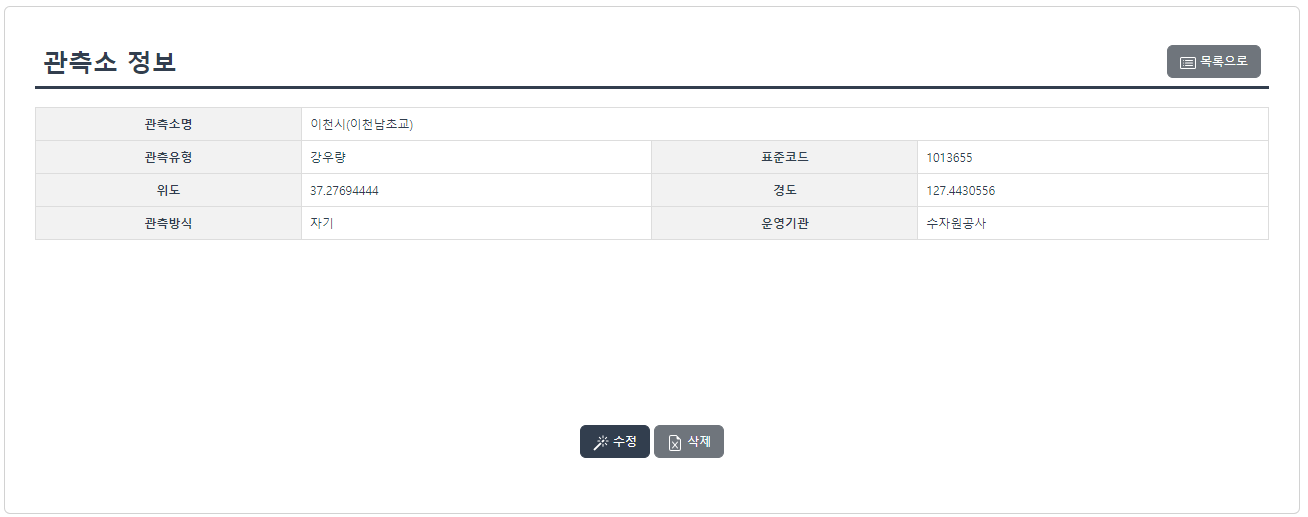 관측소 정보
목록으로
관측소명 이천시(이천남초교)
관측유형 강우량 표준코드 1013655
위도 37.27694444 경도 127.4430556
관측방식 자기 운영기관 수자원공사
수정 삭제